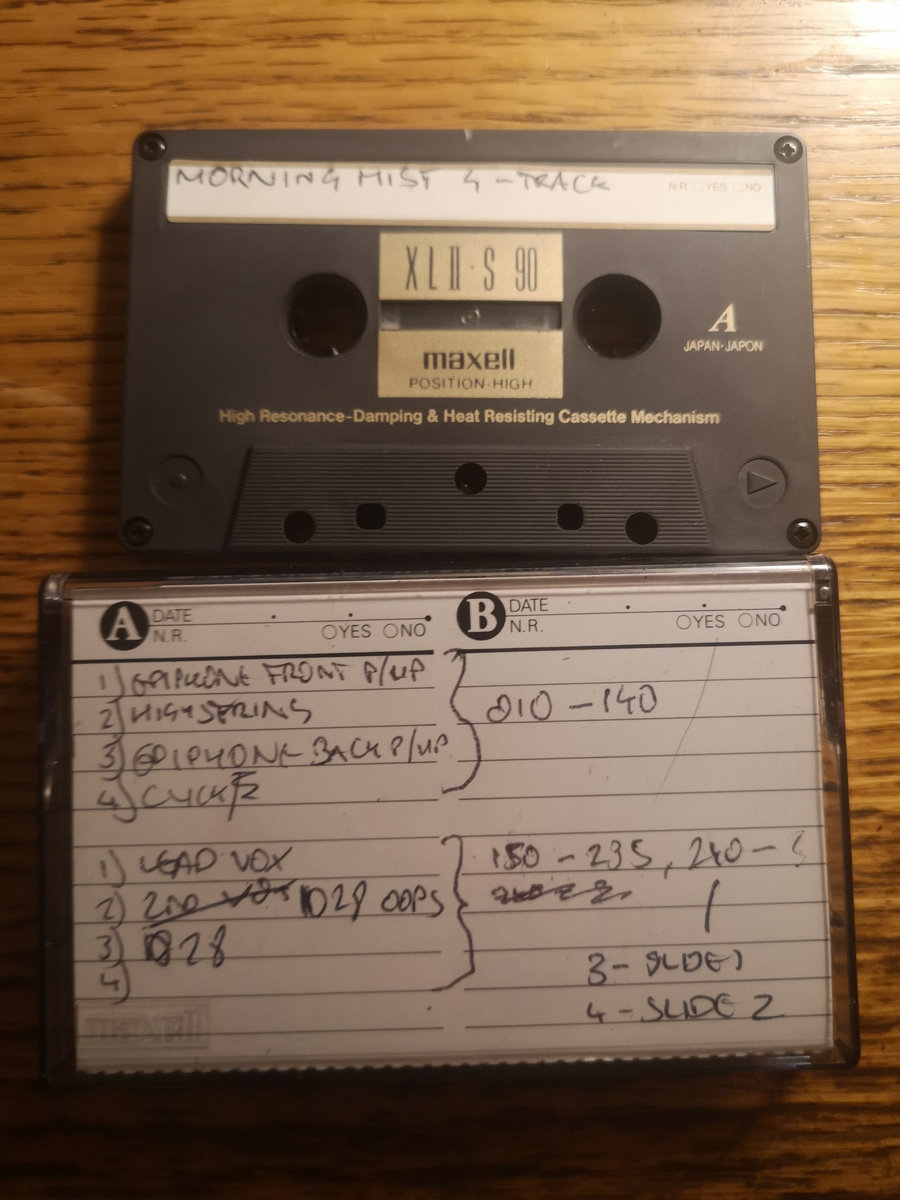 MORNING MIST 4-TRACK
N.R □YES □NO
XLII·S 90
maxell
POSITION·HIGH
A
JAPAN·JAPON
High Resonance-Damping & Heat Resisting Cassette Mechanism
A DATE
N.R. ○YES ○NO
B DATE
N.R. ○YES ○NO
1) EPIPHONE FRONT P/UP
2) HIGHSTRING
3) EPIPHONE BACK P/UP
4) CLICK
010 - 140
1) LEAD VOX
2) 2ND VOX D28 OOPS
3) D28
4)
150 - 235, 240 -
3 - SLIDE 1
4 - SLIDE 2
maxell